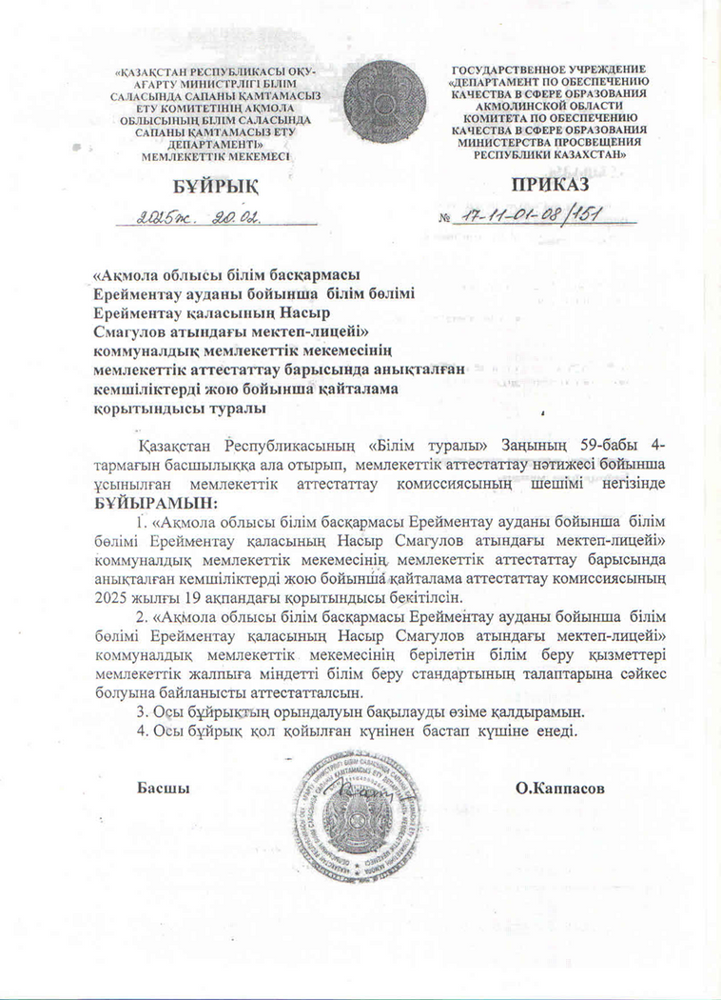 «ҚАЗАҚСТАН РЕСПУБЛИКАСЫ ОҚУ-
АҒАРТУ МИНИСТРЛІГІ БІЛІМ
САЛАСЫНДА САПАНЫ ҚАМТАМАСЫЗ
ЕТУ КОМИТЕТІНІҢ АҚМОЛА
ОБЛЫСЫНЫҢ БІЛІМ САЛАСЫНДА
САПАНЫ ҚАМТАМАСЫЗ ЕТУ
ДЕПАРТАМЕНТІ»
МЕМЛЕКЕТТІК МЕКЕМЕСІ
ГОСУДАРСТВЕННОЕ УЧРЕЖДЕНИЕ
«ДЕПАРТАМЕНТ ПО ОБЕСПЕЧЕНИЮ
КАЧЕСТВА В СФЕРЕ ОБРАЗОВАНИЯ
АКМОЛИНСКОЙ ОБЛАСТИ
КОМИТЕТА ПО ОБЕСПЕЧЕНИЮ
КАЧЕСТВА В СФЕРЕ ОБРАЗОВАНИЯ
МИНИСТЕРСТВА ПРОСВЕЩЕНИЯ
РЕСПУБЛИКИ КАЗАХСТАН»
БҰЙРЫҚ
ПРИКАЗ
2025ж. 20.02.
№ 17-11-01-08/151
«Ақмола облысы білім басқармасы
Ерейментау ауданы бойынша білім бөлімі
Ерейментау қаласының Насыр
Смагулов атындағы мектеп-лицейі»
коммуналдық мемлекеттік мекемесінің
мемлекеттік аттестаттау барысында анықталған
кемшіліктерді жою бойынша қайталама
қорытындысы туралы
Қазақстан Республикасының «Білім туралы» Заңының 59-бабы 4-
тармағын басшылыққа ала отырып, мемлекеттік аттестаттау нәтижесі бойынша
ұсынылған мемлекеттік аттестаттау комиссиясының шешімі негізінде
БҰЙЫРАМЫН:
1. «Ақмола облысы білім басқармасы Ерейментау ауданы бойынша білім
бөлімі Ерейментау қаласының Насыр Смагулов атындағы мектеп-лицейі»
коммуналдық мемлекеттік мекемесінің мемлекеттік аттестаттау барысында
анықталған кемшіліктерді жою бойынша қайталама аттестаттау комиссиясының
2025 жылғы 19 ақпандағы қорытындысы бекітілсін.
2. «Ақмола облысы білім басқармасы Ерейментау ауданы бойынша білім
бөлімі Ерейментау қаласының Насыр Смагулов атындағы мектеп-лицейі»
коммуналдық мемлекеттік мекемесінің берілетін білім беру қызметтері
мемлекеттік жалпыға міндетті білім беру стандартының талаптарына сәйкес
болуына байланысты аттестатталсын.
3. Осы бұйрықтың орындалуын бақылауды өзіме қалдырамын.
4. Осы бұйрық қол қойылған күнінен бастап күшіне енеді.
Басшы
О.Каппасов